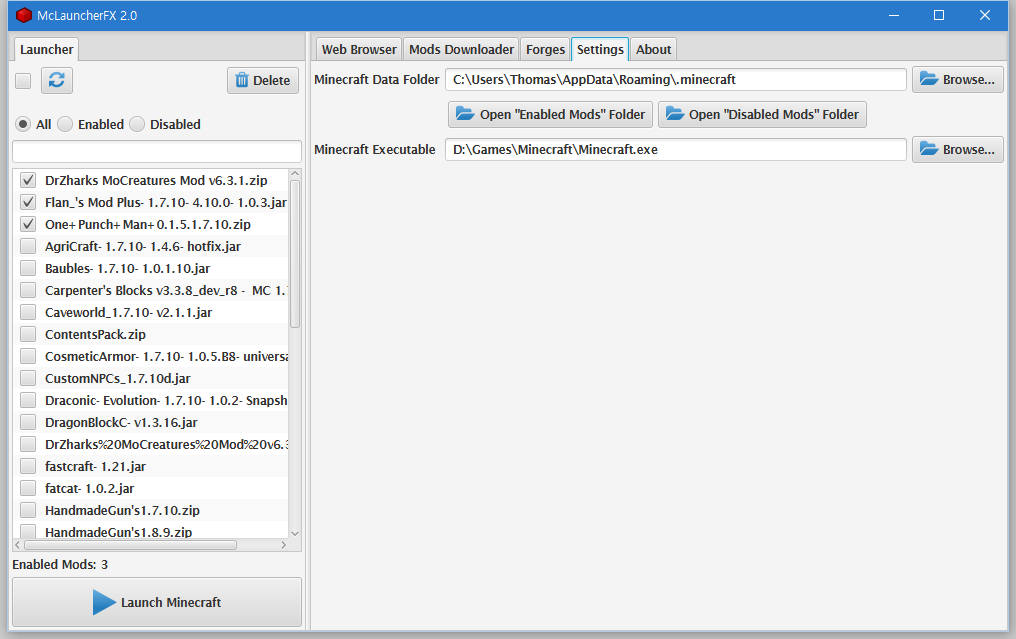 McLauncherFX 2.0
Launcher
Delete
All Enabled Disabled
DrZharks MoCreatures Mod v6.3.1.zip
Flan_'s Mod Plus- 1.7.10- 4.10.0- 1.0.3.jar
One+Punch+Man+0.1.5.1.7.10.zip
AgriCraft- 1.7.10- 1.4.6- hotfix.jar
Baubles- 1.7.10- 1.0.1.10.jar
Carpenter's Blocks v3.3.8_dev_r8 - MC 1.
Caveworld_1.7.10- v2.1.1.jar
ContentsPack.zip
CosmeticArmor- 1.7.10- 1.0.5.B8- universa
CustomNPCs_1.7.10d.jar
Draconic- Evolution- 1.7.10- 1.0.2- Snapsh
DragonBlockC- v1.3.16.jar
DrZharks%20MoCreatures%20Mod%20v6.3
fastcraft- 1.21.jar
fatcat- 1.0.2.jar
HandmadeGun's1.7.10.zip
HandmadeGun's1.8.9.zip
Enabled Mods: 3
Launch Minecraft
Web Browser Mods Downloader Forges Settings About
Minecraft Data Folder C:\Users\Thomas\AppData\Roaming\.minecraft Browse...
Open "Enabled Mods" Folder Open "Disabled Mods" Folder
Minecraft Executable D:\Games\Minecraft\Minecraft.exe Browse...